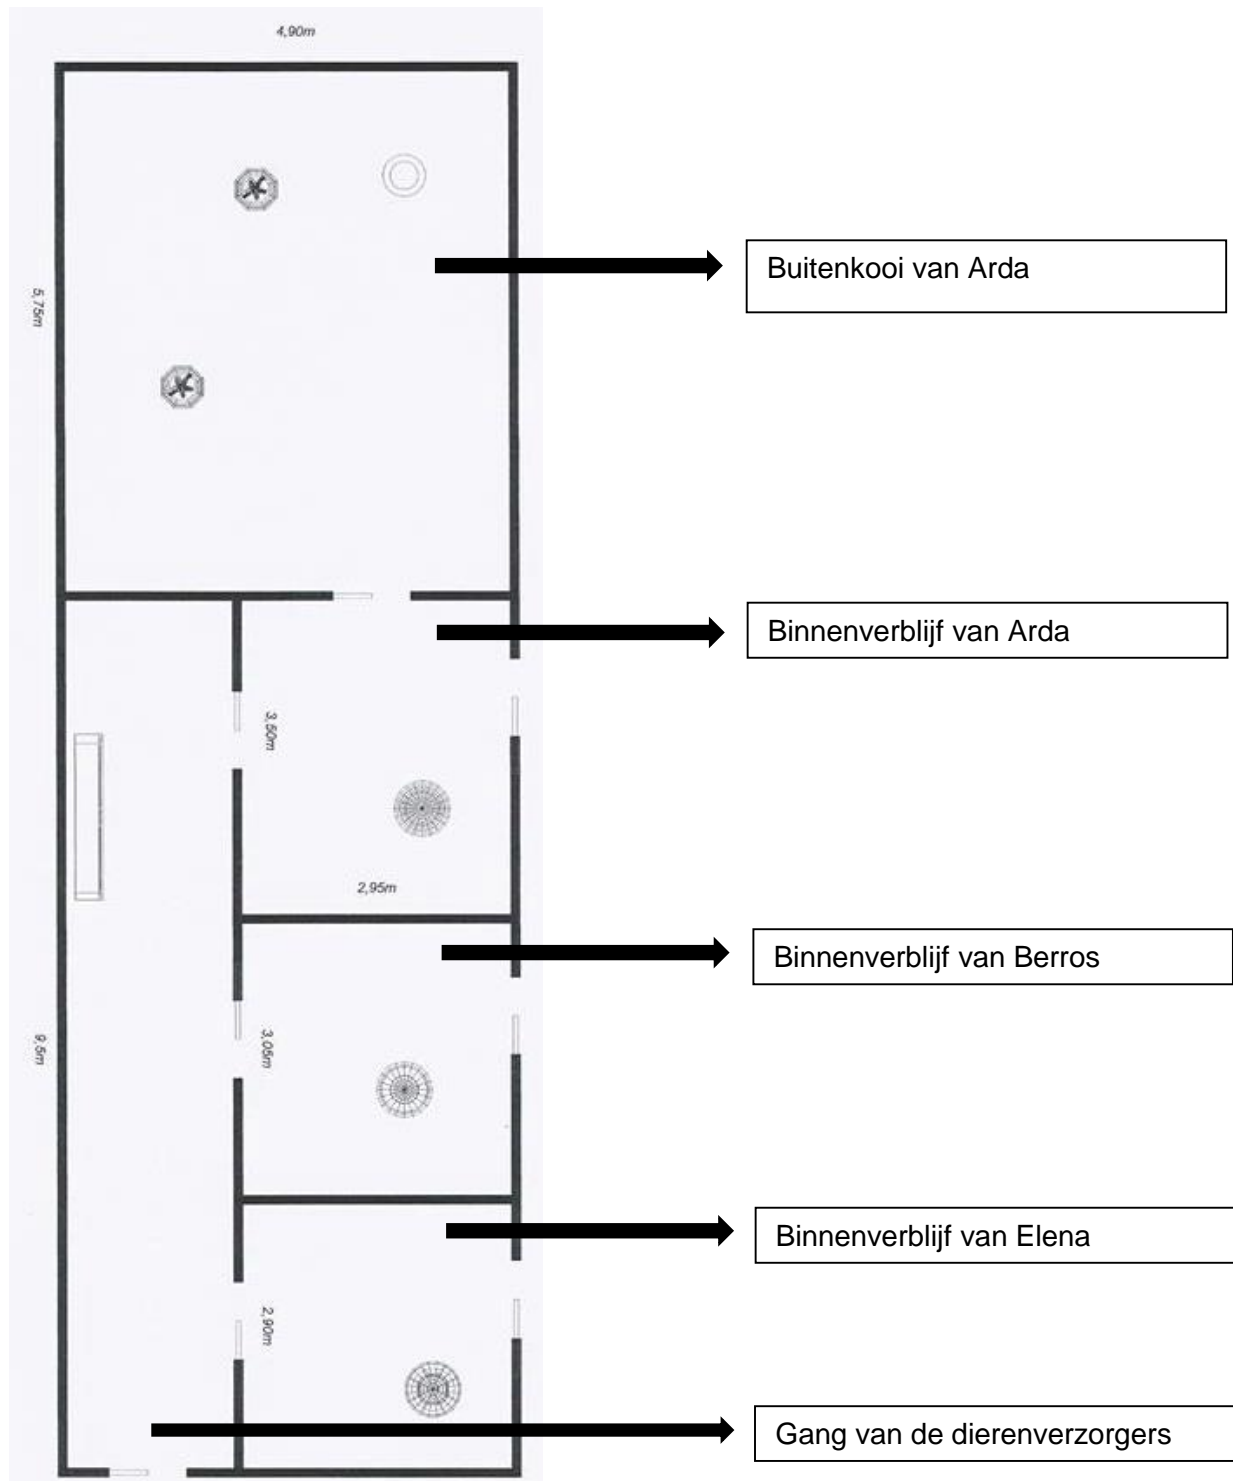 4,90m
5,75m
Buitenkooi van Arda
Binnenverblijf van Arda
3,50m
2,95m
Binnenverblijf van Berros
9,5m
3,05m
Binnenverblijf van Elena
2,90m
Gang van de dierenverzorgers